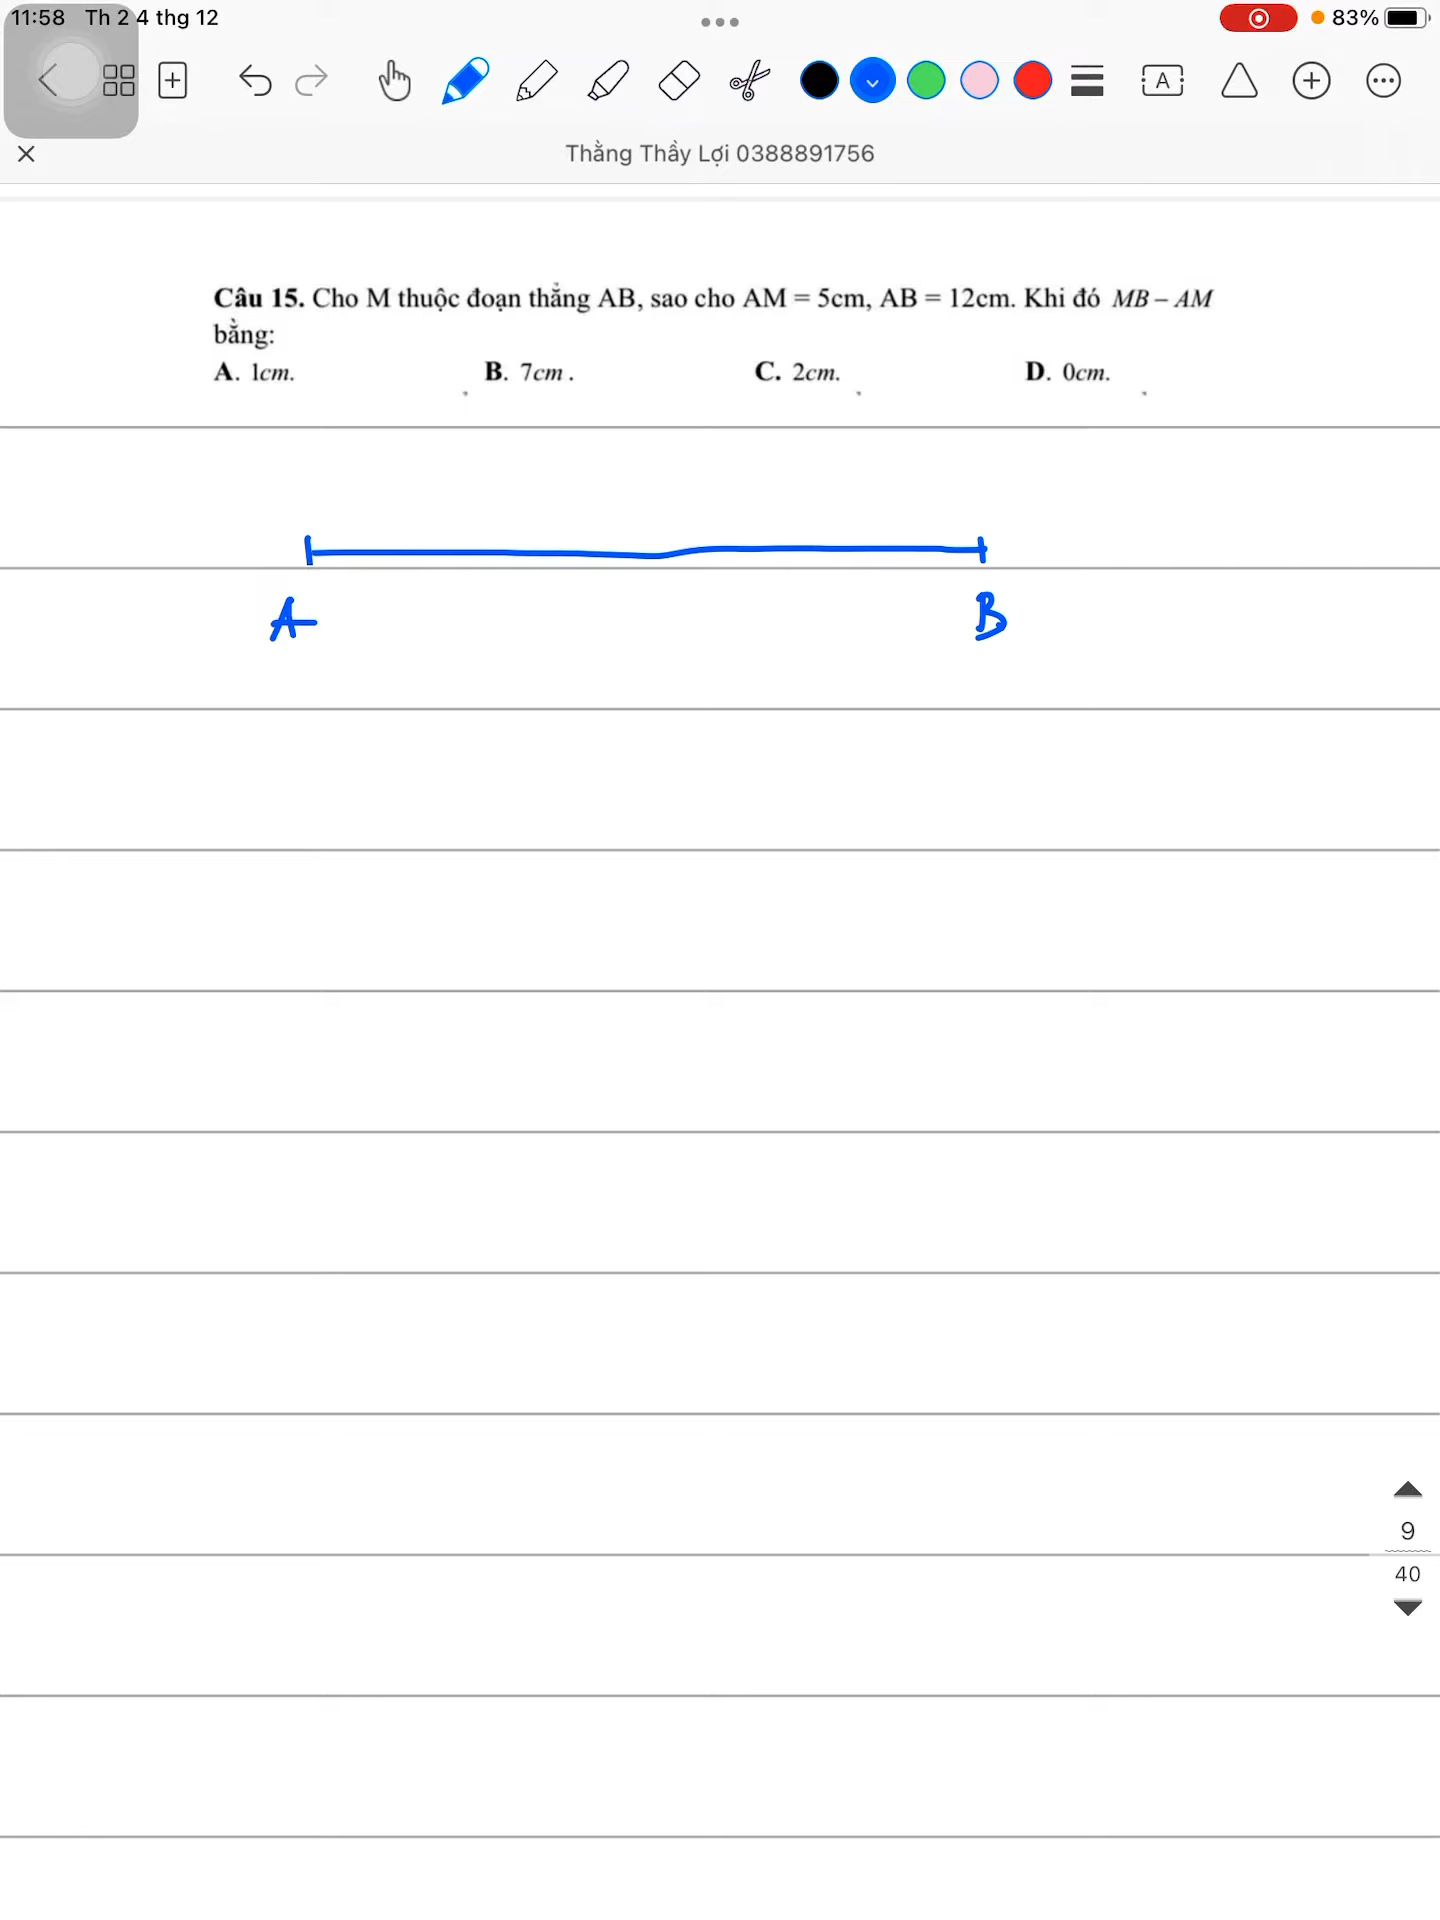 11:58 Th 2 4 thg 12 83%
A
Thằng Thầy Lợi 0388891756
Câu 15. Cho M thuộc đoạn thẳng AB, sao cho AM = 5cm, AB = 12cm. Khi đó MB – AM
bằng:
A. 1cm. B. 7cm . C. 2cm. D. 0cm.
A B
9
40